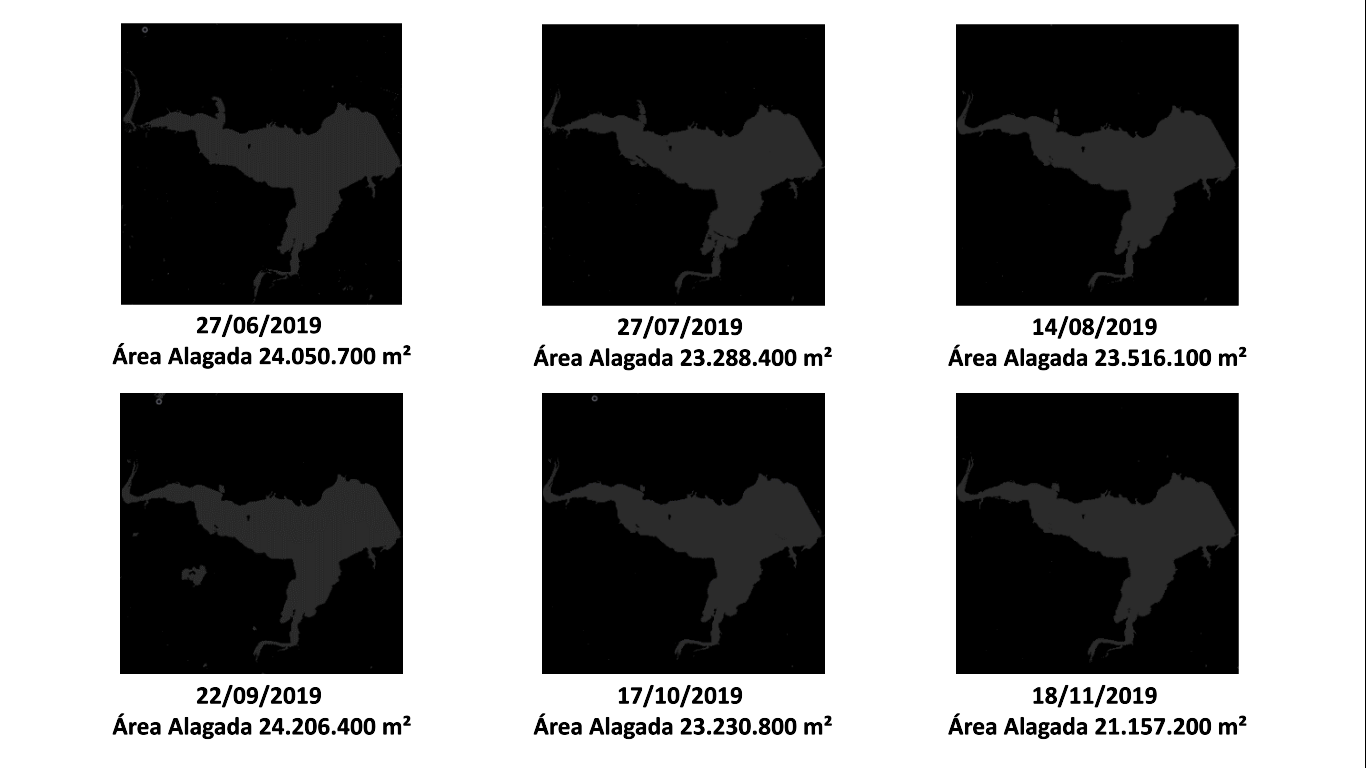 27/06/2019
Área Alagada 24.050.700 m²
27/07/2019
Área Alagada 23.288.400 m²
14/08/2019
Área Alagada 23.516.100 m²
22/09/2019
Área Alagada 24.206.400 m²
17/10/2019
Área Alagada 23.230.800 m²
18/11/2019
Área Alagada 21.157.200 m²